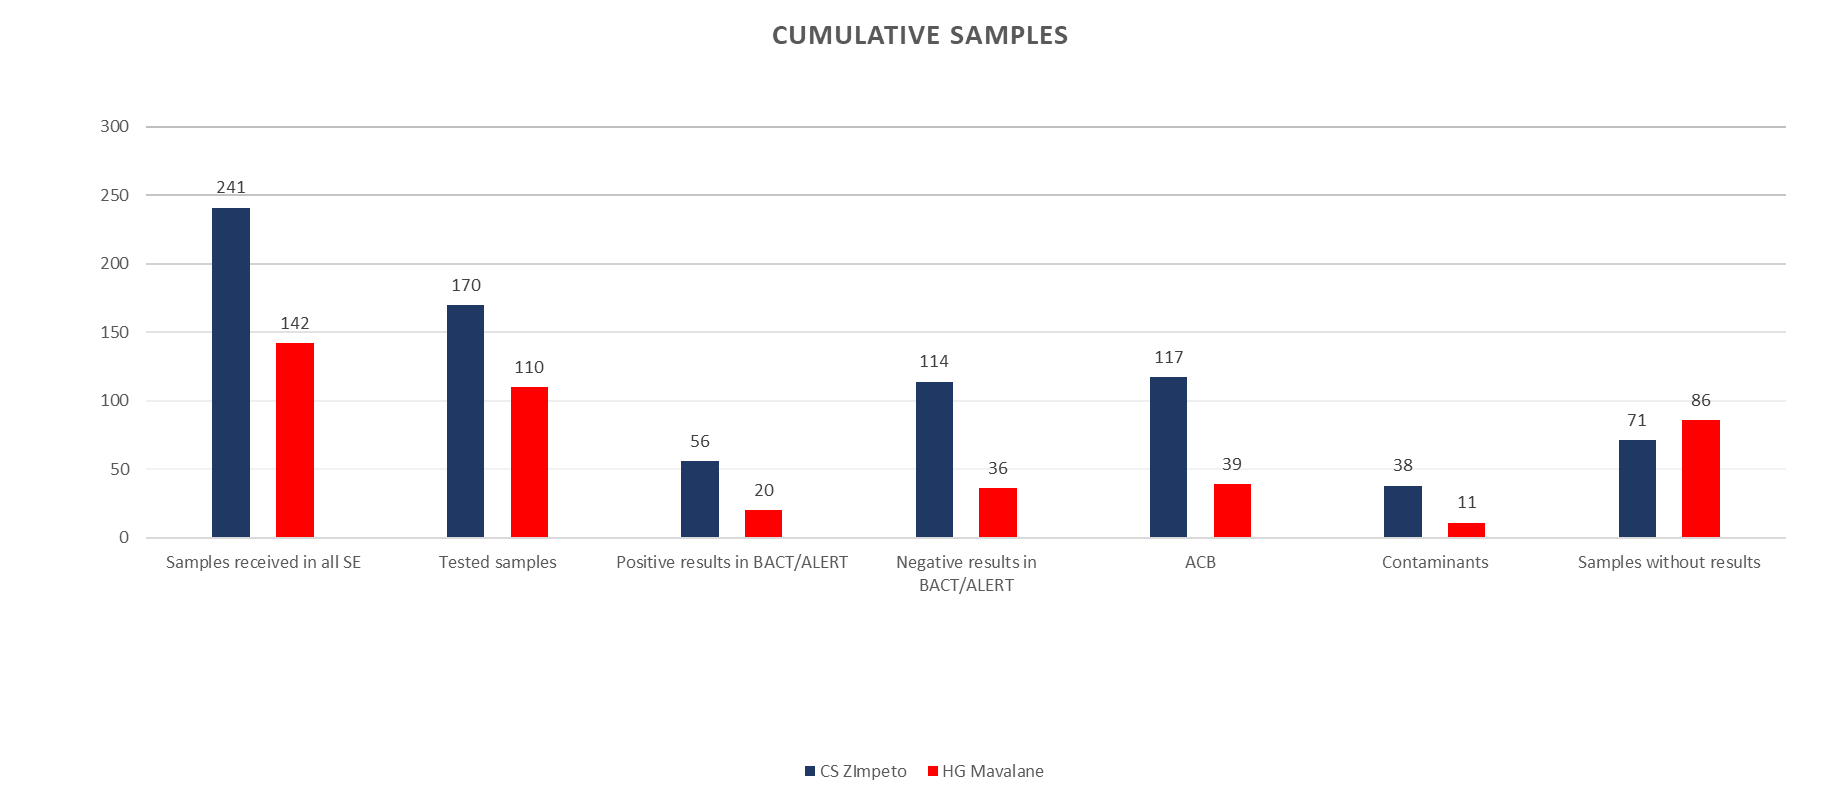 CUMULATIVE SAMPLES
300
250
200
150
100
50
0
241
142
170
110
56
20
114
36
117
39
38
11
71
86
Samples received in all SE
Tested samples
Positive results in BACT/ALERT
Negative results in
BACT/ALERT
ACB
Contaminants
Samples without results
CS ZImpeto
HG Mavalane